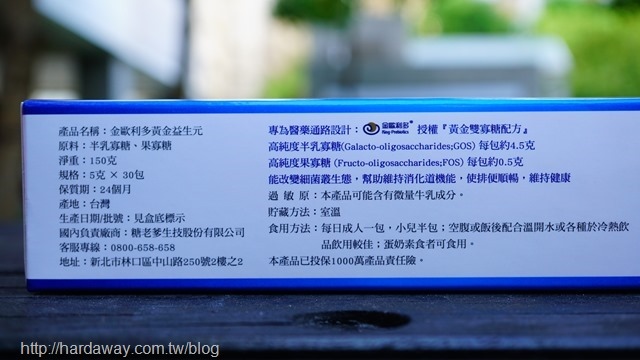 產品名稱：金歐利多黃金益生元
原料：半乳寡糖、果寡糖
淨重：150克
規格：5克 × 30包
保質期：24個月
產地：台灣
生產日期/批號：見盒底標示
國內負責廠商：糖老爹生技股份有限公司
客服專線：0800-658-658
地址：新北市林口區中山路250號2樓之2
專為醫藥通路設計：金歐利多® King Prebiotics 授權『黃金雙寡糖配方』
高純度半乳寡糖(Galacto-oligosaccharides;GOS) 每包約4.5克
高純度果寡糖 (Fructo-oligosaccharides;FOS) 每包約0.5克
能改變細菌叢生態，幫助維持消化道機能，使排便順暢，維持健康
過 敏 原：本產品可能含有微量牛乳成分。
貯藏方法：室溫
食用方法：每日成人一包，小兒半包；空腹或飯後配合溫開水或各種於冷熱飲
品飲用較佳；蛋奶素食者可食用。
本產品已投保1000萬產品責任險。
http://hardaway.com.tw/blog